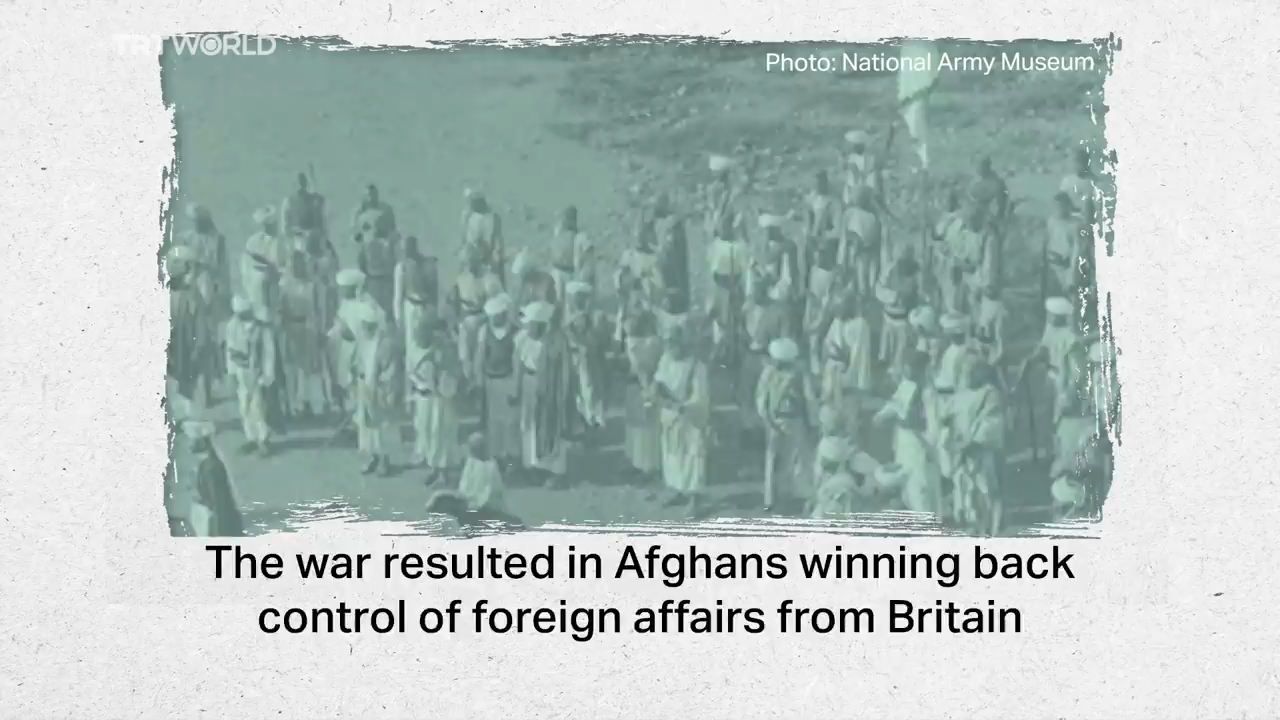 TRT WORLD
Photo: National Army Museum
The war resulted in Afghans winning back
control of foreign affairs from Britain